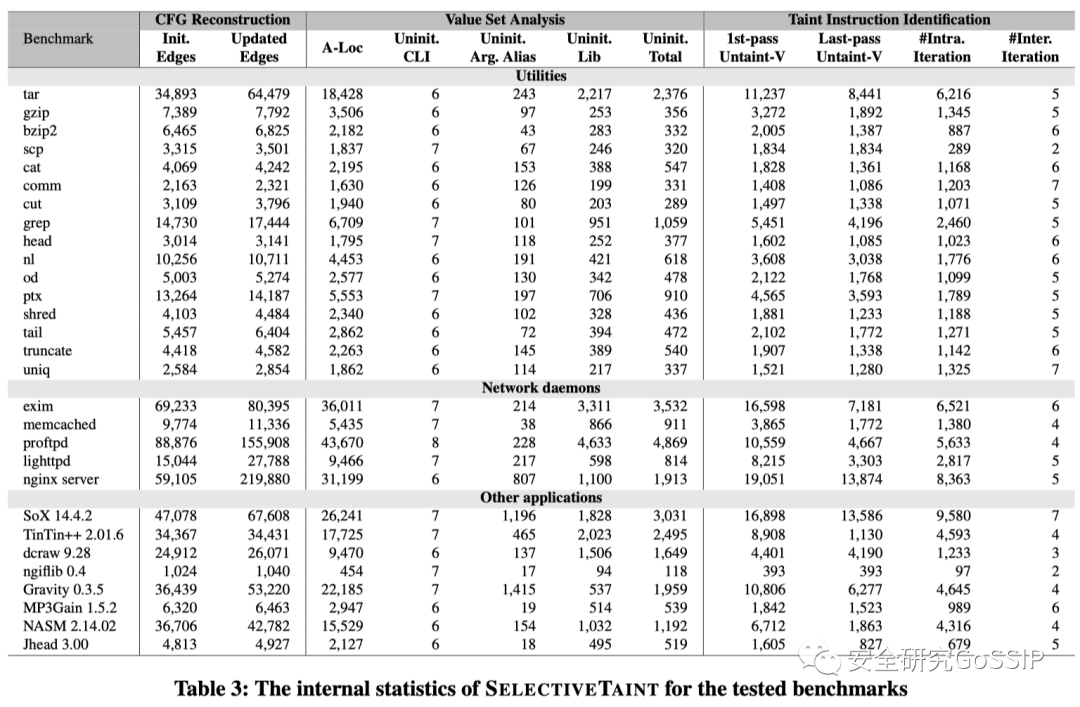 CFG Reconstruction Value Set Analysis Taint Instruction Identification
Benchmark Init. Edges Updated Edges A-Loc Uninit. CLI Uninit. Arg. Alias Uninit. Lib Uninit. Total 1st-pass Untaint-V Last-pass Untaint-V #Intra. Iteration #Inter. Iteration
Utilities
tar 34,893 64,479 18,428 6 243 2,217 2,376 11,237 8,441 6,216 5
gzip 7,389 7,792 3,506 6 97 253 356 3,272 1,892 1,345 5
bzip2 6,465 6,825 2,182 6 43 283 332 2,005 1,387 887 6
scp 3,315 3,501 1,837 7 67 246 320 1,834 1,834 289 2
cat 4,069 4,242 2,195 6 153 388 547 1,828 1,361 1,168 6
comm 2,163 2,321 1,630 6 126 199 331 1,408 1,086 1,203 7
cut 3,109 3,796 1,940 6 80 203 289 1,497 1,338 1,071 5
grep 14,730 17,444 6,709 7 101 951 1,059 5,451 4,196 2,460 5
head 3,014 3,141 1,795 7 118 252 377 1,602 1,085 1,023 6
nl 10,256 10,711 4,453 6 191 421 618 3,608 3,038 1,776 6
od 5,003 5,274 2,577 6 130 342 478 2,122 1,768 1,099 5
ptx 13,264 14,187 5,553 7 197 706 910 4,565 3,593 1,789 5
shred 4,103 4,484 2,340 6 102 328 436 1,881 1,233 1,188 5
tail 5,457 6,404 2,862 6 72 394 472 2,102 1,772 1,271 5
truncate 4,418 4,582 2,263 6 145 389 540 1,907 1,338 1,142 6
uniq 2,584 2,854 1,862 6 114 217 337 1,521 1,280 1,325 7
Network daemons
exim 69,233 80,395 36,011 7 214 3,311 3,532 16,598 7,181 6,521 6
memcached 9,774 11,336 5,435 7 38 866 911 3,865 1,772 1,380 4
proftpd 88,876 155,908 43,670 8 228 4,633 4,869 10,559 4,667 5,633 4
lighttpd 15,044 27,788 9,466 7 217 598 814 8,215 3,303 2,817 5
nginx server 59,105 219,880 31,199 6 807 1,100 1,913 19,051 13,874 8,363 5
Other applications
SoX 14.4.2 47,078 67,608 26,241 7 1,196 1,828 3,031 16,898 13,586 9,580 7
TinTin++ 2.01.6 34,367 34,431 17,725 7 465 2,023 2,495 8,908 1,130 4,593 4
dcraw 9.28 24,912 26,071 9,470 6 137 1,506 1,649 4,401 4,190 1,233 3
ngiflib 0.4 1,024 1,040 454 7 17 94 118 393 393 97 2
Gravity 0.3.5 36,439 53,220 22,185 7 1,415 537 1,959 10,806 6,277 4,645 4
MP3Gain 1.5.2 6,320 6,463 2,947 6 19 514 539 1,842 1,523 989 6
NASM 2.14.02 36,706 42,782 15,529 6 154 1,032 1,192 6,712 1,863 4,316 4
Jhead 3.00 4,813 4,927 2,127 6 18 495 519 1,605 827 679 5
安全研究GoSSIP
Table 3: The internal statistics of SELECTIVETAINT for the tested benchmarks